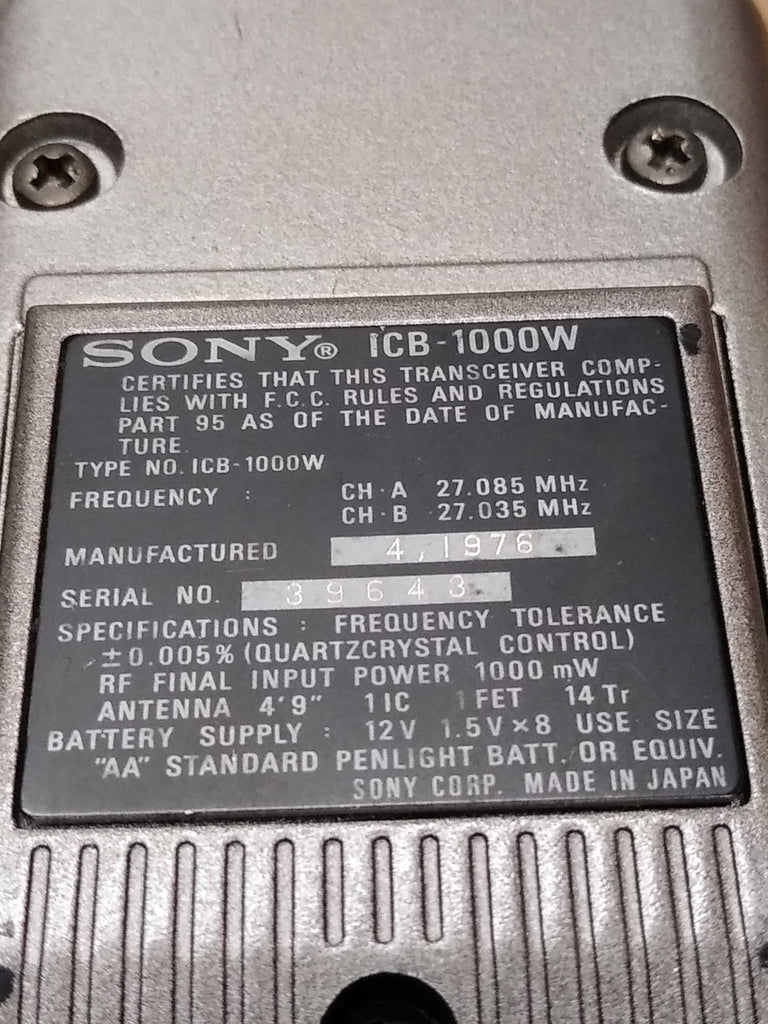 SONY® ICB-1000W
CERTIFIES THAT THIS TRANSCEIVER COMP-
LIES WITH F.C.C. RULES AND REGULATIONS
PART 95 AS OF THE DATE OF MANUFAC-
TURE
TYPE NO. ICB-1000W
FREQUENCY : CH·A 27.085 MHz
CH·B 27.035 MHz
MANUFACTURED 4, 1976
SERIAL NO. 39643
SPECIFICATIONS : FREQUENCY TOLERANCE
±0.005% (QUARTZCRYSTAL CONTROL)
RF FINAL INPUT POWER 1000 mW
ANTENNA 4'9" 1 IC 1 FET 14 Tr
BATTERY SUPPLY : 12V 1.5V×8 USE SIZE
"AA" STANDARD PENLIGHT BATT. OR EQUIV.
SONY CORP. MADE IN JAPAN